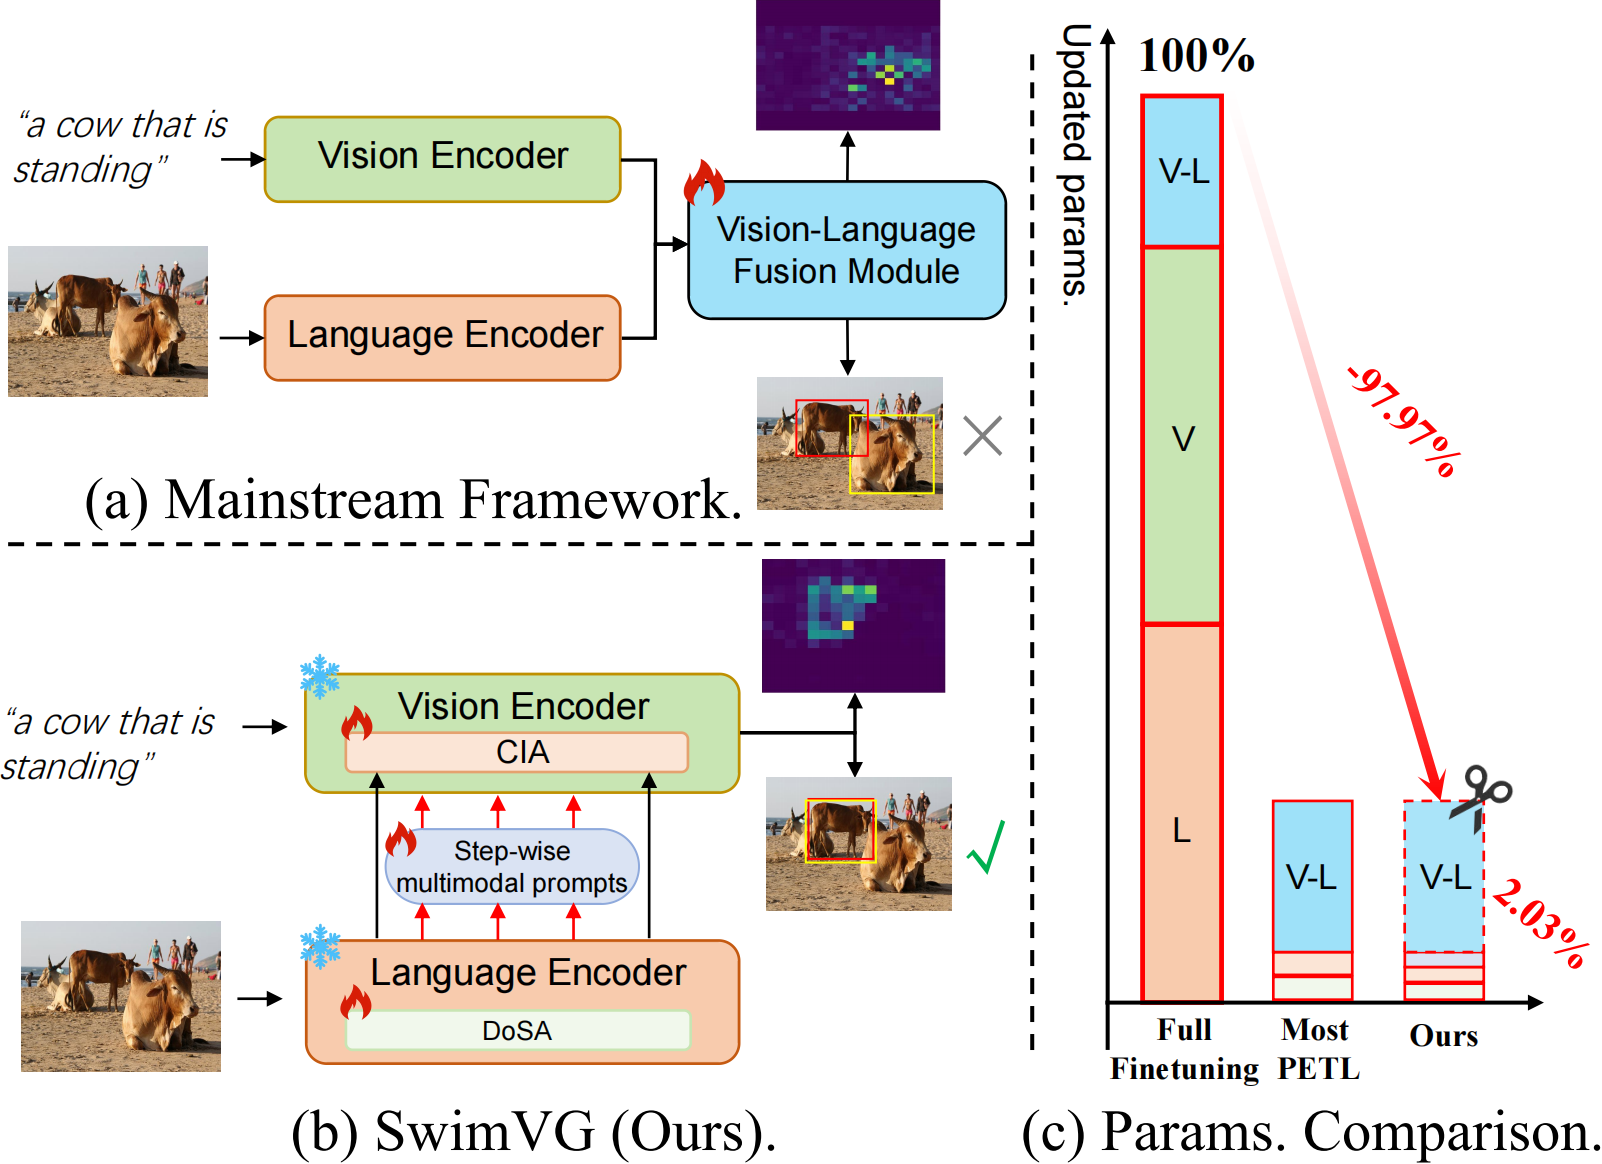 “a cow that is
standing”
Vision Encoder
Language Encoder
Vision-Language
Fusion Module
(a) Mainstream Framework.
“a cow that is
standing”
Vision Encoder
CIA
Step-wise
multimodal prompts
Language Encoder
DoSA
(b) SwimVG (Ours).
Updated params.
100%
V-L
V
L
-97.97%
V-L
V-L
2.03%
Full
Finetuning
Most
PETL
Ours
(c) Params. Comparison.